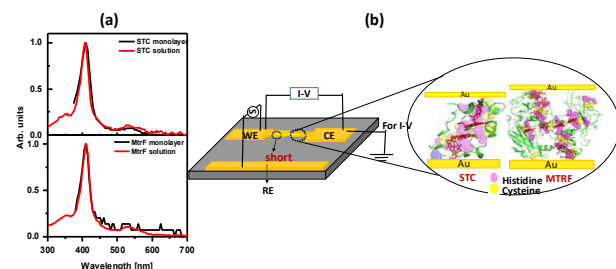 (a)
(b)
STC monolayer
STC solution
1.0
0.5
0.0
MtrF monolayer
MtrF solution
1.0
0.5
0.0
Arb. units
300 400 500 600 700
Wavelength [nm]
I-V
S
WE
CE
For I-V
short
RE
Au
Au
Au
Au
STC
MTRF
Histidine
Cysteine